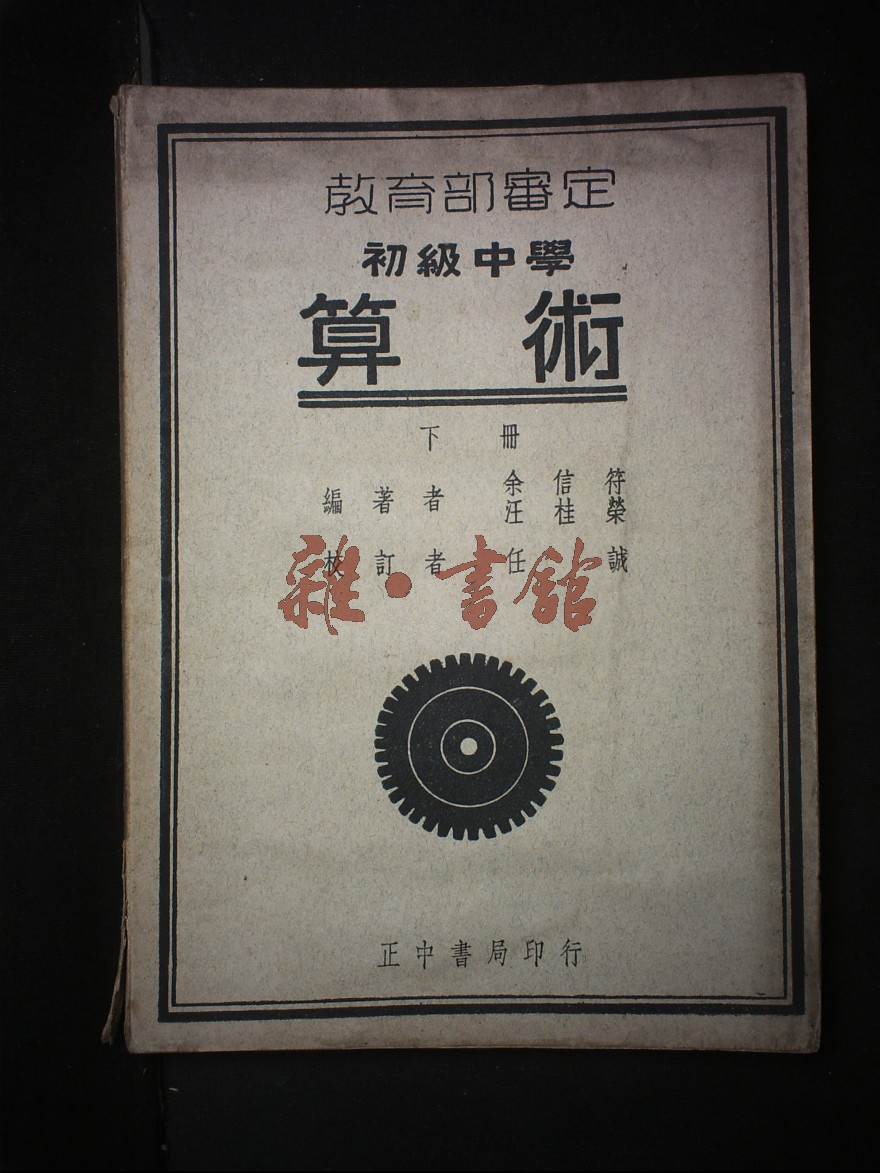 教育部審定
初級中學
算術
下冊
編著者 余信符
汪桂榮
校訂者 任誠
雜·書館
正中書局印行